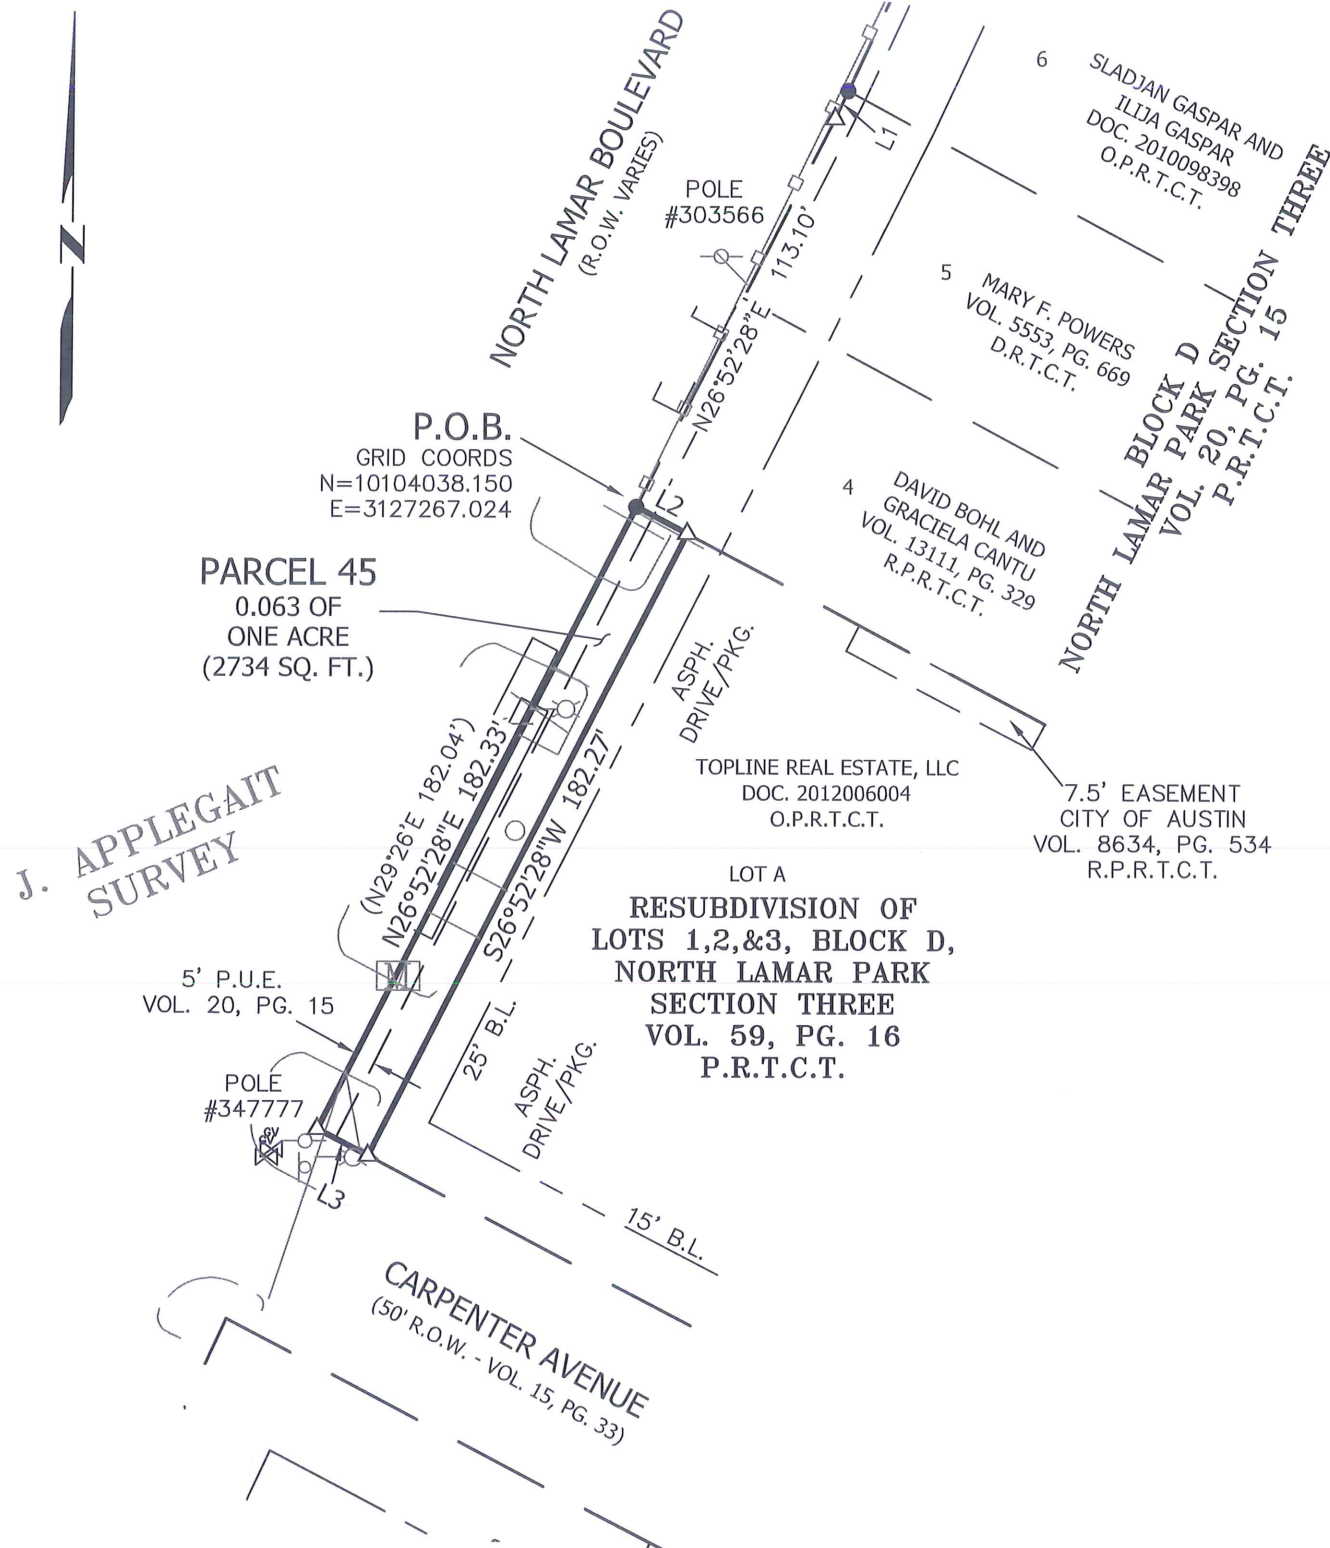 Z
NORTH LAMAR BOULEVARD
(R.O.W. VARIES)
6
SLADJAN GASPAR AND
ILIJA GASPAR
DOC. 2010098398
O.P.R.T.C.T.
L1
POLE
#303566
113.10'
N26°52'28"E
5
MARY F. POWERS
VOL. 5553, PG. 669
D.R.T.C.T.
BLOCK D
NORTH LAMAR PARK SECTION THREE
VOL. 20, PG. 15
P.R.T.C.T.
P.O.B.
GRID COORDS
N=10104038.150
E=3127267.024
L2
4
DAVID BOHL AND
GRACIELA CANTU
VOL. 13111, PG. 329
R.P.R.T.C.T.
PARCEL 45
0.063 OF
ONE ACRE
(2734 SQ. FT.)
ASPH.
DRIVE/PKG.
(N29°26'E 182.04')
N26°52'28"E 182.33'
S26°52'28"W 182.27'
TOPLINE REAL ESTATE, LLC
DOC. 2012006004
O.P.R.T.C.T.
7.5' EASEMENT
CITY OF AUSTIN
VOL. 8634, PG. 534
R.P.R.T.C.T.
J. APPLEGAIT
SURVEY
LOT A
RESUBDIVISION OF
LOTS 1,2,&3, BLOCK D,
NORTH LAMAR PARK
SECTION THREE
VOL. 59, PG. 16
P.R.T.C.T.
M
5' P.U.E.
VOL. 20, PG. 15
25' B.L.
ASPH.
DRIVE/PKG.
POLE
#347777
GV
GV
L3
15' B.L.
CARPENTER AVENUE
(50' R.O.W. - VOL. 15, PG. 33)